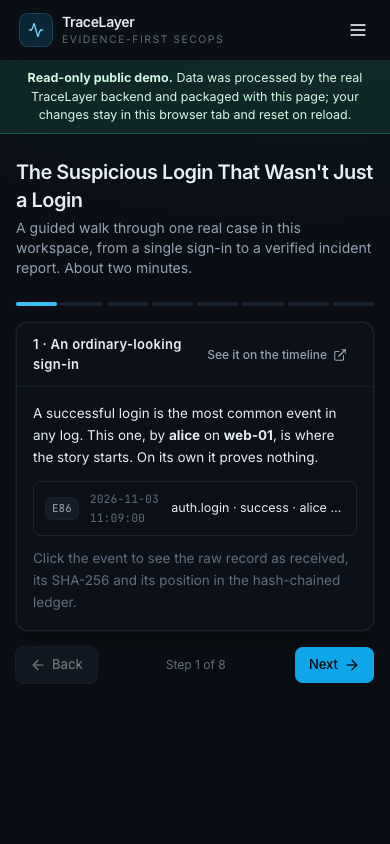 TraceLayer
EVIDENCE-FIRST SECOPS
Read-only public demo. Data was processed by the real
TraceLayer backend and packaged with this page; your
changes stay in this browser tab and reset on reload.
The Suspicious Login That Wasn't Just
a Login
A guided walk through one real case in this
workspace, from a single sign-in to a verified incident
report. About two minutes.
1 · An ordinary-looking
sign-in
See it on the timeline
A successful login is the most common event in
any log. This one, by alice on web-01, is where
the story starts. On its own it proves nothing.
E86
2026-11-03
11:09:00
auth.login · success · alice ...
Click the event to see the raw record as received,
its SHA-256 and its position in the hash-chained
ledger.
Back
Step 1 of 8
Next